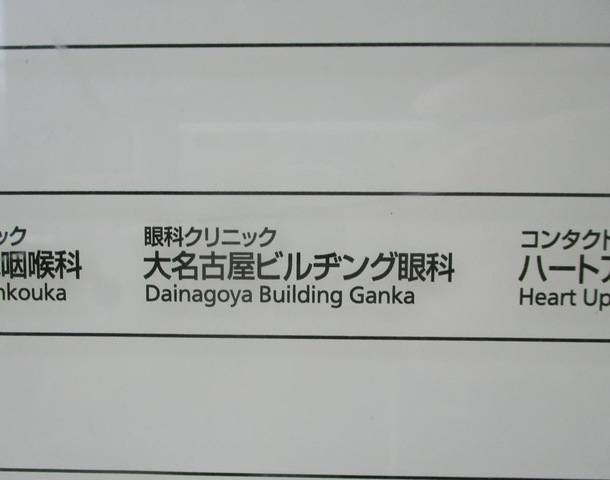 ック
咽喉科
nkouka
眼科クリニック
大名古屋ビルヂング眼科
Dainagoya Building Ganka
コンタクト
ハート
Heart Up